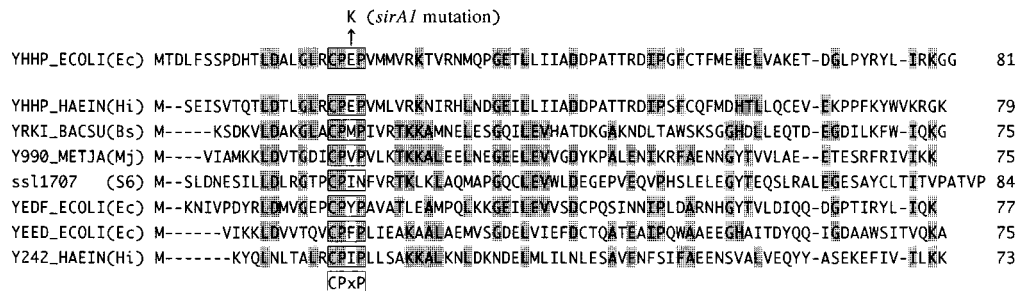 K (sirA1 mutation)
↑
YHHP_ECOLI(Ec) MTDLFSSPDHTLDALGLRCPEPVMMVRKTVRNMQPGETLLIIADDPATTRDIPGFCTFMEHELVAKET-DGLPYRYL-IRKGG 81
YHHP_HAEIN(Hi) M--SEISVTQTLDTLGLRCPEPVMLVRKNIRHLNDGEILLIIADDPATTRDIPSFCQFMDHTLLQCEV-EKPPFKYWVKRGK 79
YRKI_BACSU(Bs) M-----KSDKVLDAKGLACPMPIVRTKKAMNELESGQILEVHATDKGAKNDLTAWSKSGGHDLLEQTD-EGDILKFW-IQKG 75
Y990_METJA(Mj) M----VIAMKKLDVTGDICPVPVLKTKKALEELNEGEELEVVGDYKPALENIKRFAENNGYTVVLAE--ETESRFRIVIKK 75
ssl1707 (S6) M--SLDNESILLDLRGTPCPINFVRTKLKLAQMAPGQCLEVWLDEGEPVEQVPHSLELEGYTEQSLRALEGESAYCLTITVPATVP 84
YEDF_ECOLI(Ec) M--KNIVPDYRLDMVGEPCPYPAVATLEAMPQLKKGEILEVVSDCPQSINNIPLDARNHGYTVLDIQQ-DGPTIRYL-IQK 77
YEED_ECOLI(Ec) M------VIKKLDVVTQVCPFPLIEAKAALAEMVSGDELVIEFDCTQATEAIPQWAAEEGHAITDYQQ-IGDAAWSITVQKA 75
Y242_HAEIN(Hi) M-------KYQLNLTALRCPIPLLSAKKALKNLDKNDELMLILNLESAVENFSIFAEENSVALVEQYY-ASEKEFIV-ILKK 73
CPxP